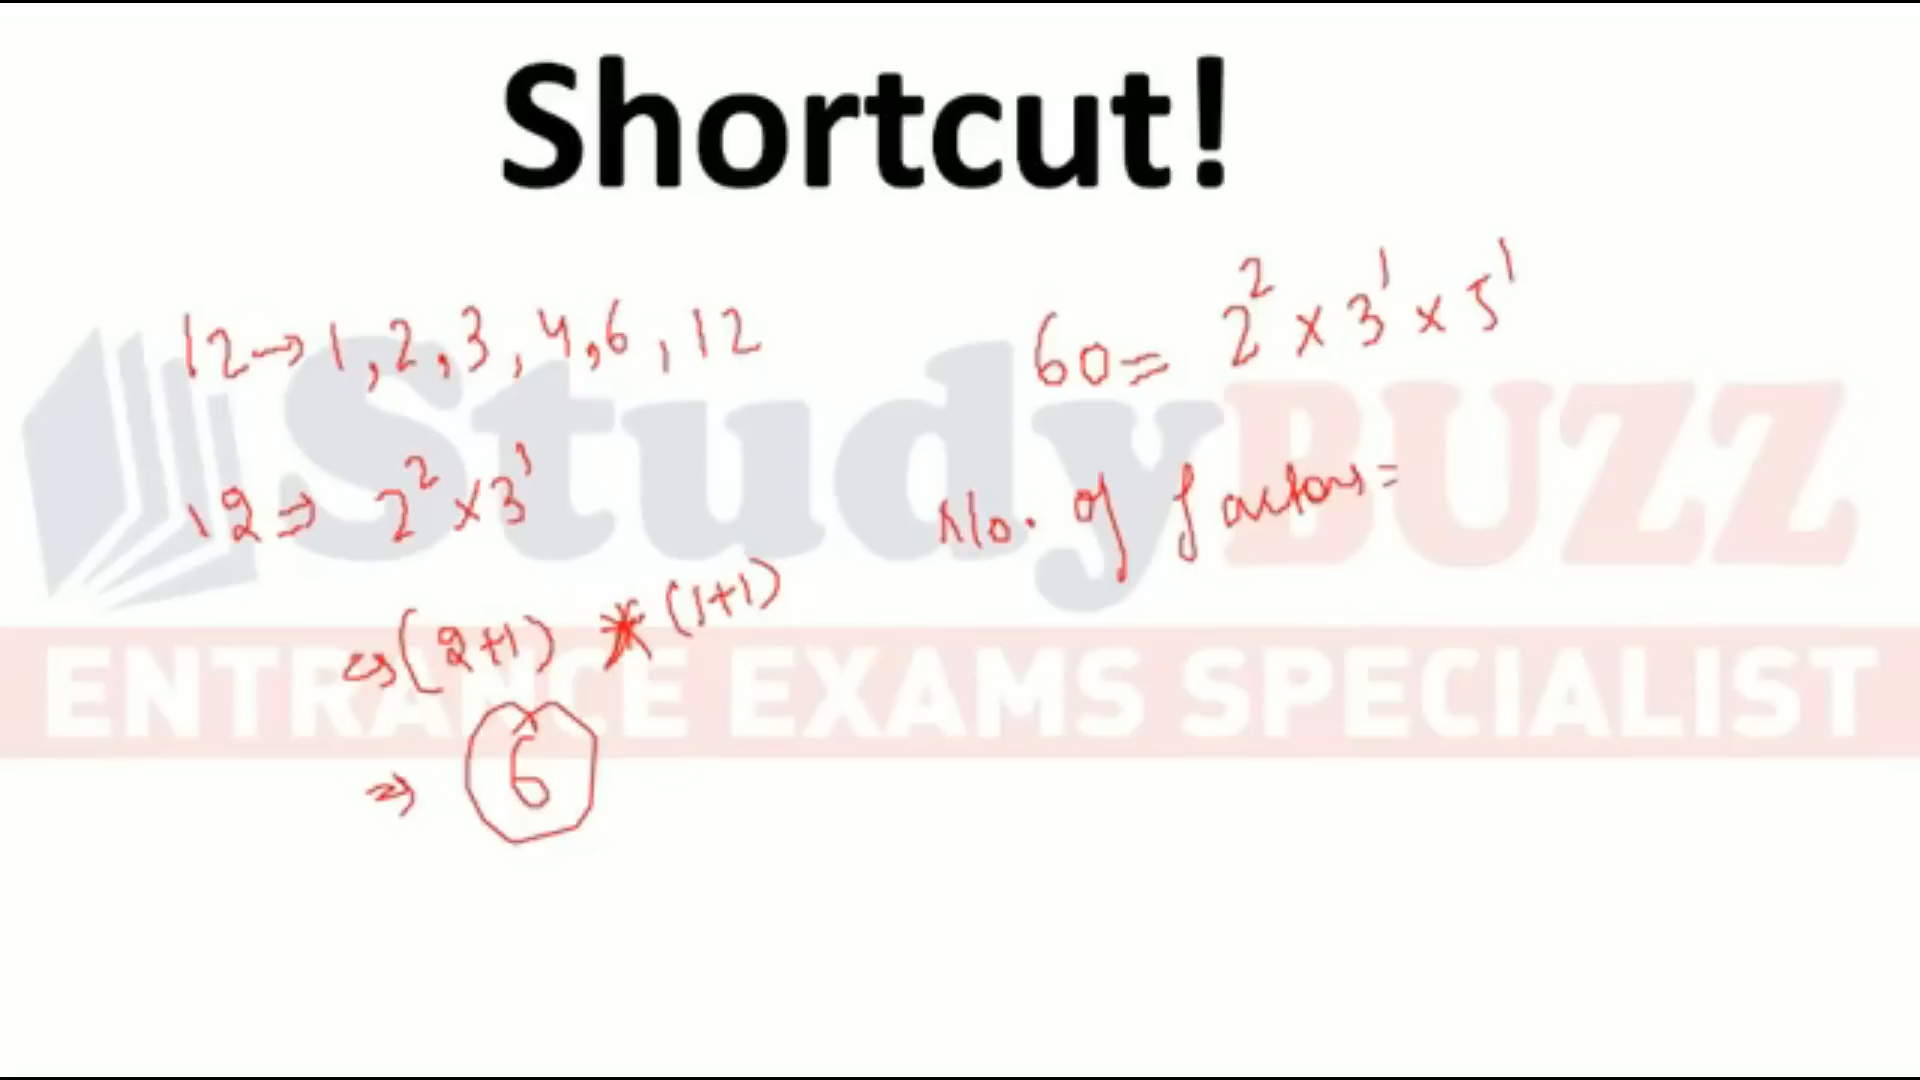 Shortcut!
12→ 1, 2, 3, 4, 6, 12
12⇒ 2² × 3¹
⇒ (2+1) * (1+1)
⇒ 6
60 = 2² × 3¹ × 5¹
No. of factors =
StudyBUZZ
ENTRANCE EXAMS SPECIALIST